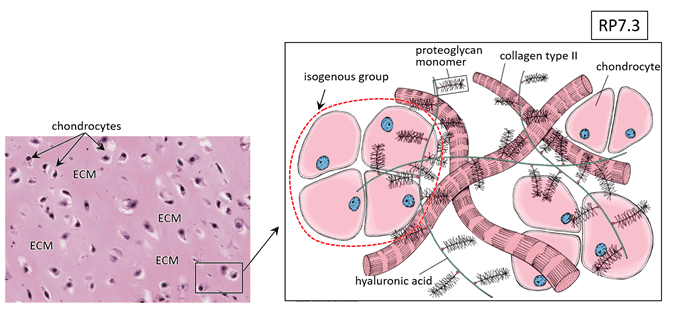 RP7.3
chondrocytes
ECM
ECM
ECM
ECM
isogenous group
proteoglycan
monomer
collagen type II
chondrocyte
hyaluronic acid